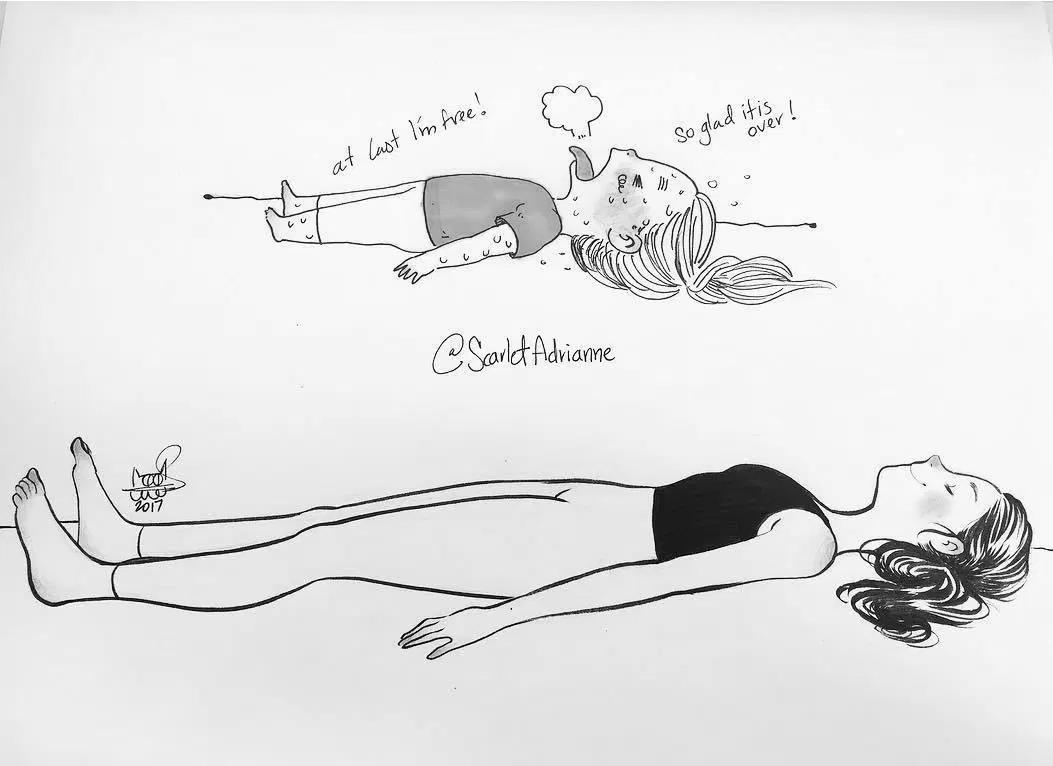 at last I'm free!
so glad it is
over!
@ScarletAdrianne
2017